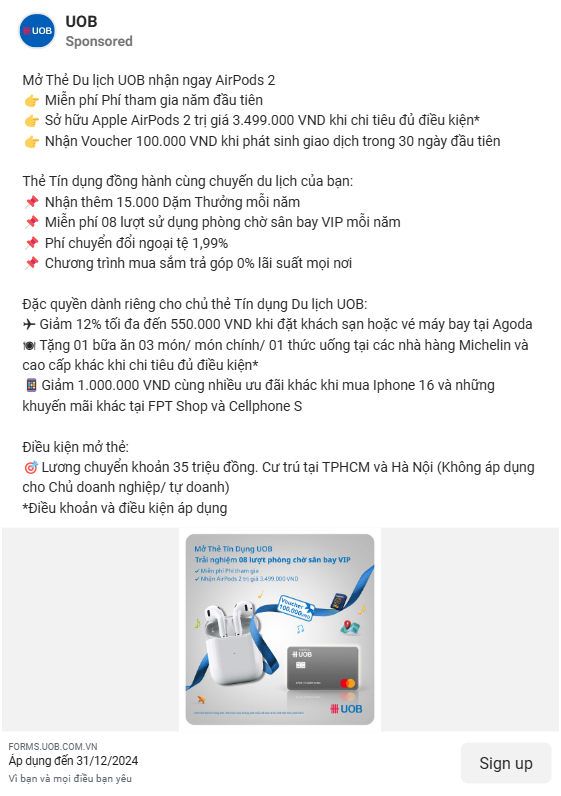 UOB
UOB
Sponsored
Mở Thẻ Du lịch UOB nhận ngay AirPods 2
👉 Miễn phí Phí tham gia năm đầu tiên
👉 Sở hữu Apple AirPods 2 trị giá 3.499.000 VND khi chi tiêu đủ điều kiện*
👉 Nhận Voucher 100.000 VND khi phát sinh giao dịch trong 30 ngày đầu tiên
Thẻ Tín dụng đồng hành cùng chuyến du lịch của bạn:
📌 Nhận thêm 15.000 Dặm Thưởng mỗi năm
📌 Miễn phí 08 lượt sử dụng phòng chờ sân bay VIP mỗi năm
📌 Phí chuyển đổi ngoại tệ 1,99%
📌 Chương trình mua sắm trả góp 0% lãi suất mọi nơi
Đặc quyền dành riêng cho chủ thẻ Tín dụng Du lịch UOB:
✈ Giảm 12% tối đa đến 550.000 VND khi đặt khách sạn hoặc vé máy bay tại Agoda
🍽 Tặng 01 bữa ăn 03 món/ món chính/ 01 thức uống tại các nhà hàng Michelin và
cao cấp khác khi chi tiêu đủ điều kiện*
📱 Giảm 1.000.000 VND cùng nhiều ưu đãi khác khi mua Iphone 16 và những
khuyến mãi khác tại FPT Shop và Cellphone S
Điều kiện mở thẻ:
🎯 Lương chuyển khoản 35 triệu đồng. Cư trú tại TPHCM và Hà Nội (Không áp dụng
cho Chủ doanh nghiệp/ tự doanh)
*Điều khoản và điều kiện áp dụng
Mở Thẻ Tín Dụng UOB
Trải nghiệm 08 lượt phòng chờ sân bay VIP
✓ Miễn phí Phí tham gia
✓ Nhận AirPods 2 trị giá 3.499.000 VND
Voucher
100.000VND
UOB
UOB
FORMS.UOB.COM.VN
Áp dụng đến 31/12/2024
Vì bạn và mọi điều bạn yêu
Sign up